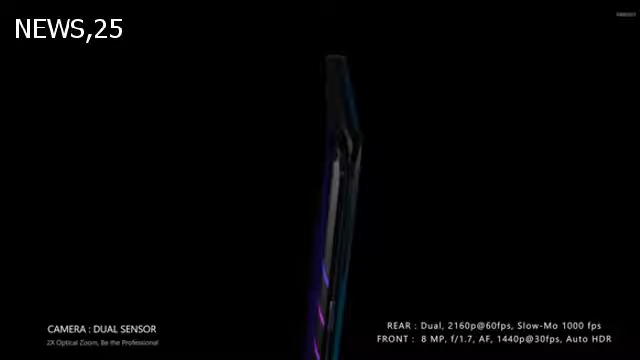 NEWS,25
CAMERA : DUAL SENSOR
2X Optical Zoom, Be the Professional
REAR : Dual, 2160p@60fps, Slow-Mo 1000 fps
FRONT : 8 MP, f/1.7, AF, 1440p@30fps, Auto HDR